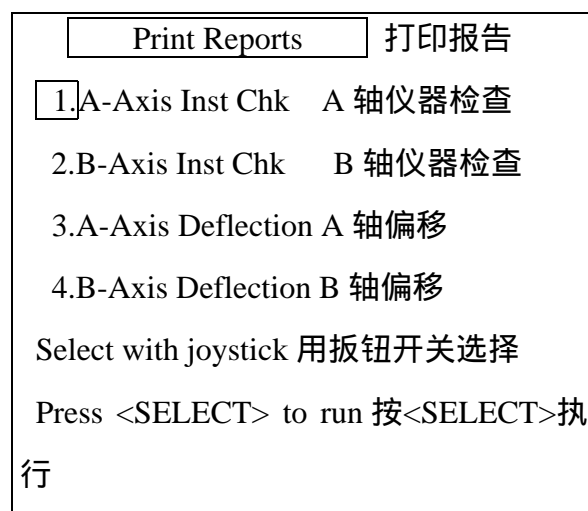 Print Reports 打印报告
1.A-Axis Inst Chk A 轴仪器检查
2.B-Axis Inst Chk B 轴仪器检查
3.A-Axis Deflection A 轴偏移
4.B-Axis Deflection B 轴偏移
Select with joystick 用扳钮开关选择
Press <SELECT> to run 按<SELECT>执
行